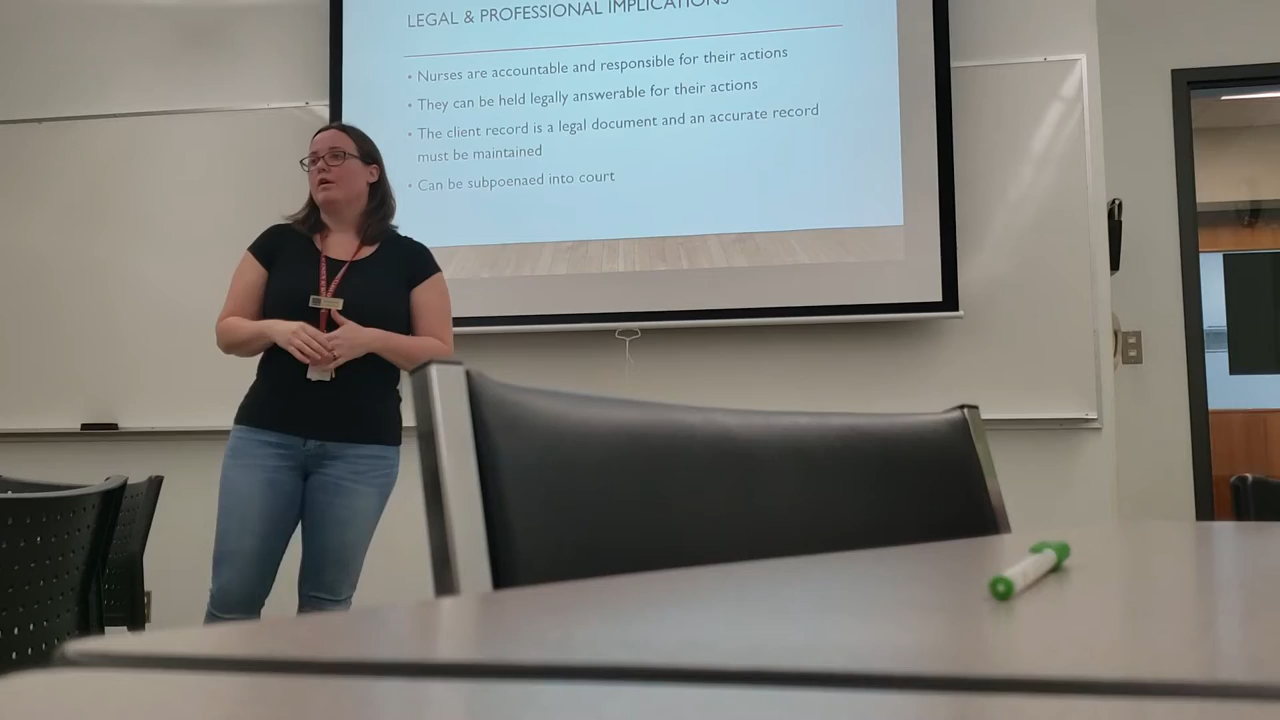 LEGAL & PROFESSIONAL IMPLICATIONS
• Nurses are accountable and responsible for their actions
• They can be held legally answerable for their actions
• The client record is a legal document and an accurate record
must be maintained
• Can be subpoenaed into court